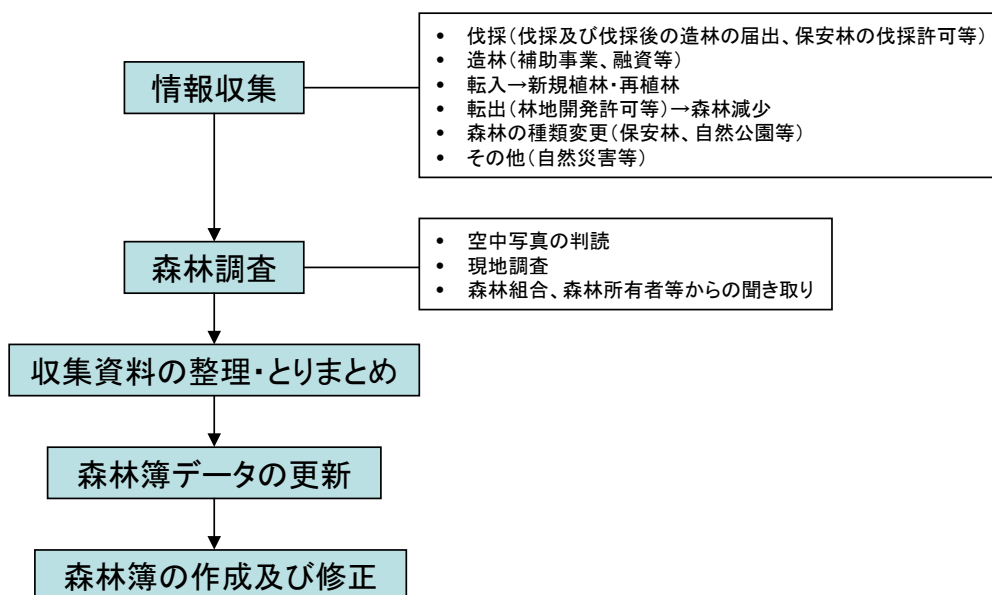 情報収集
• 伐採(伐採及び伐採後の造林の届出、保安林の伐採許可等)
• 造林(補助事業、融資等)
• 転入→新規植林・再植林
• 転出(林地開発許可等)→森林減少
• 森林の種類変更(保安林、自然公園等)
• その他(自然災害等)
森林調査
• 空中写真の判読
• 現地調査
• 森林組合、森林所有者等からの聞き取り
収集資料の整理・とりまとめ
森林簿データの更新
森林簿の作成及び修正